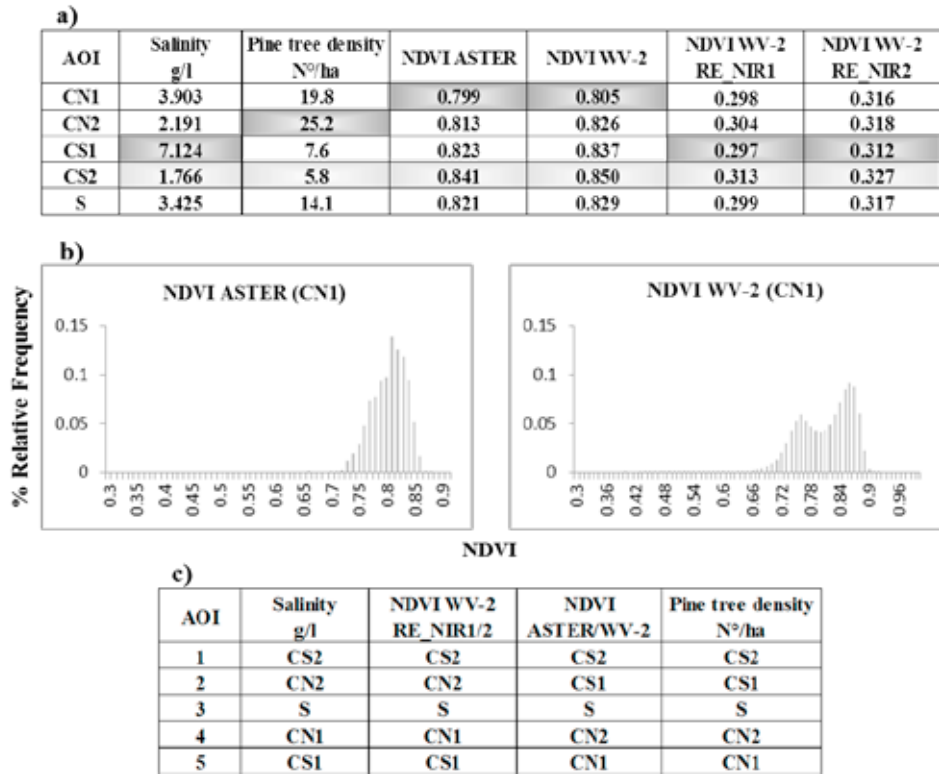 a)
AOI Salinity g/l Pine tree density N°/ha NDVI ASTER NDVI WV-2 NDVI WV-2 RE_NIR1 NDVI WV-2 RE_NIR2
CN1 3.903 19.8 0.799 0.805 0.298 0.316
CN2 2.191 25.2 0.813 0.826 0.304 0.318
CS1 7.124 7.6 0.823 0.837 0.297 0.312
CS2 1.766 5.8 0.841 0.850 0.313 0.327
S 3.425 14.1 0.821 0.829 0.299 0.317
b)
% Relative Frequency
NDVI ASTER (CN1)
0.15
0.1
0.05
0
0.3 0.35 0.4 0.45 0.5 0.55 0.6 0.65 0.7 0.75 0.8 0.85 0.9
NDVI WV-2 (CN1)
0.15
0.1
0.05
0
0.3 0.36 0.42 0.48 0.54 0.6 0.66 0.72 0.78 0.84 0.9 0.96
NDVI
c)
AOI Salinity g/l NDVI WV-2 RE_NIR1/2 NDVI ASTER/WV-2 Pine tree density N°/ha
1 CS2 CS2 CS2 CS2
2 CN2 CN2 CS1 CS1
3 S S S S
4 CN1 CN1 CN2 CN2
5 CS1 CS1 CN1 CN1